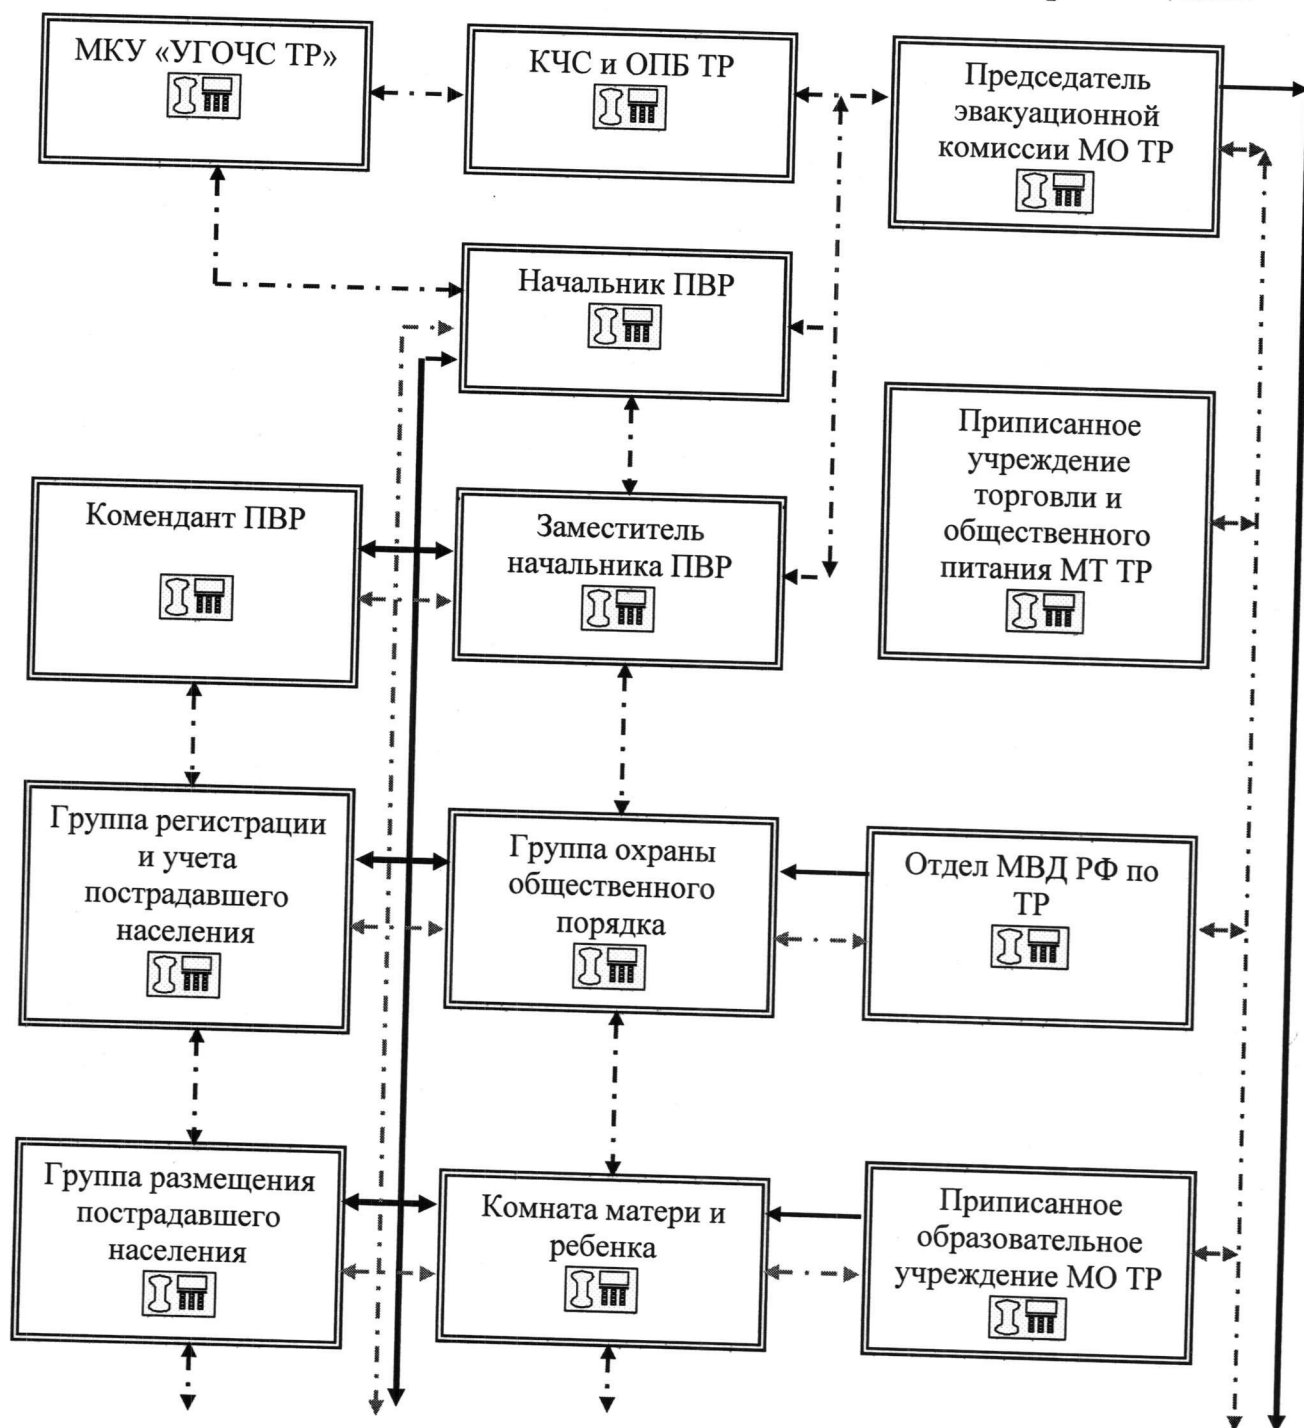 МКУ «УГОЧС ТР»
КЧС и ОПБ ТР
Председатель
эвакуационной
комиссии МО ТР
Начальник ПВР
Приписанное
учреждение
торговли и
общественного
питания МТ ТР
Комендант ПВР
Заместитель
начальника ПВР
Группа регистрации
и учета
пострадавшего
населения
Группа охраны
общественного
порядка
Отдел МВД РФ по
ТР
Группа размещения
пострадавшего
населения
Комната матери и
ребенка
Приписанное
образовательное
учреждение МО ТР